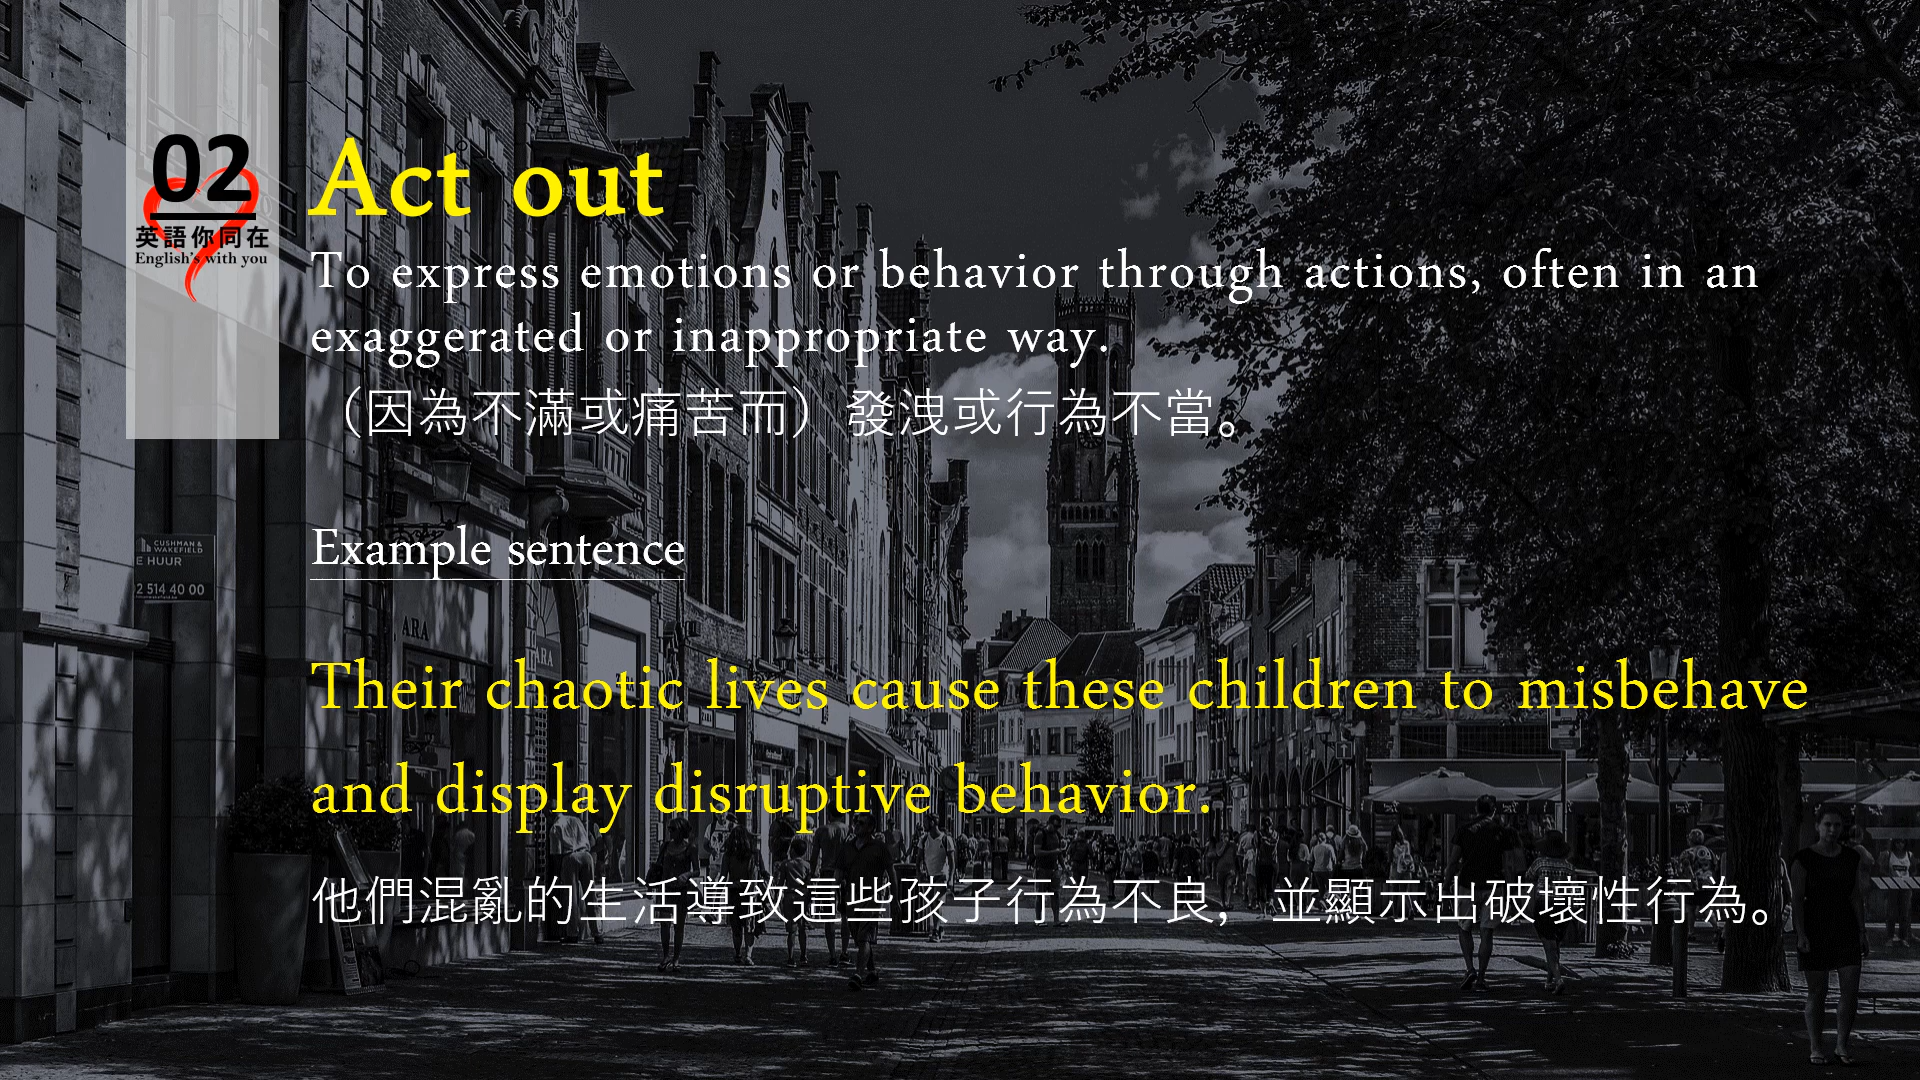 02
英語你同在
English's with you
Act out
To express emotions or behavior through actions, often in an
exaggerated or inappropriate way.
（因為不滿或痛苦而）發洩或行為不當。
Example sentence
CUSHMAN &
WAKEFIELD
E HUUR
2 514 40 00
ARA
ARA
Their chaotic lives cause these children to misbehave
and display disruptive behavior.
他們混亂的生活導致這些孩子行為不良，並顯示出破壞性行為。